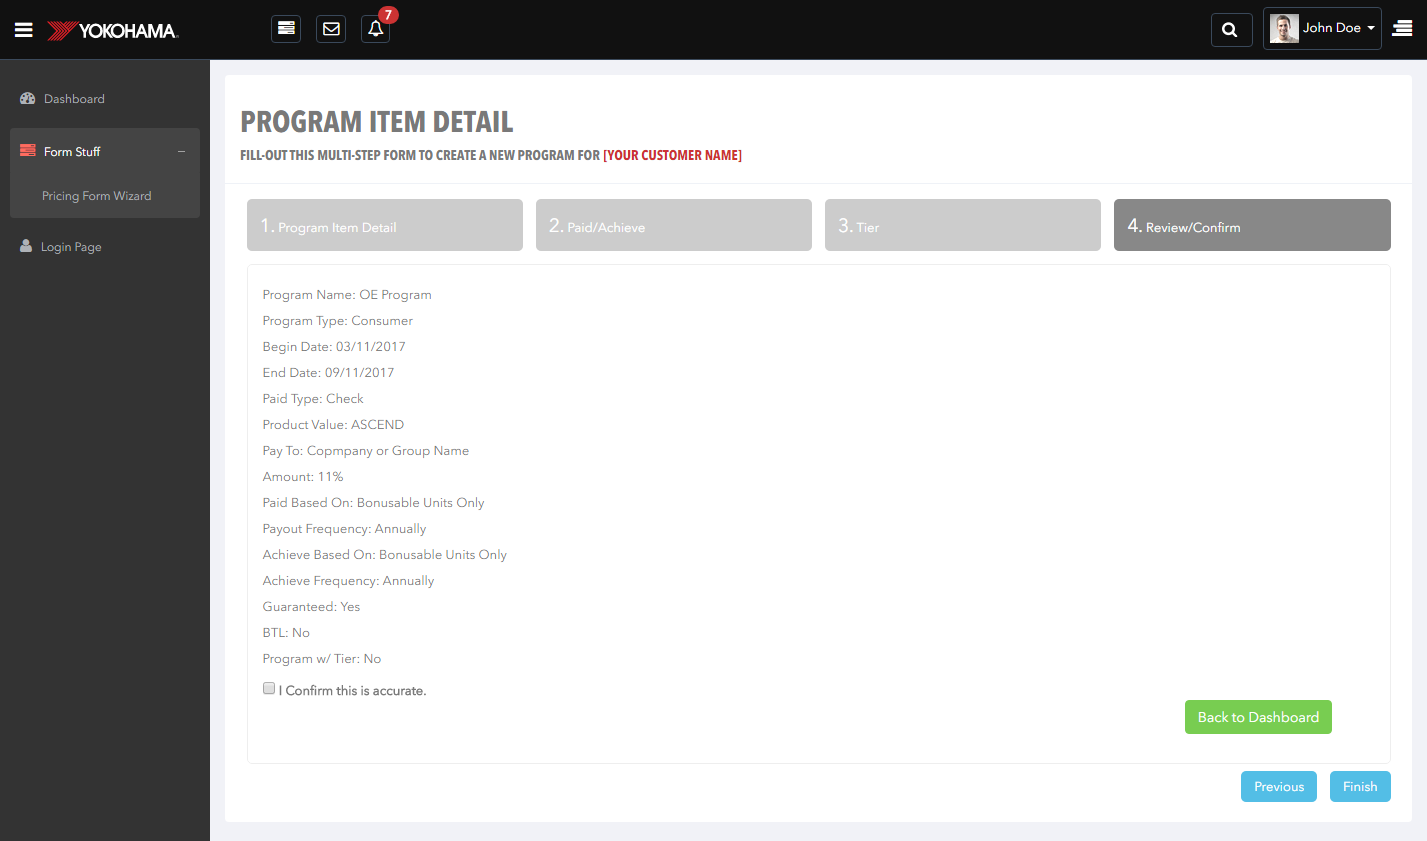 YOKOHAMA
7
John Doe
Dashboard
Form Stuff
Pricing Form Wizard
Login Page
PROGRAM ITEM DETAIL
FILL-OUT THIS MULTI-STEP FORM TO CREATE A NEW PROGRAM FOR [YOUR CUSTOMER NAME]
1. Program Item Detail
2. Paid/Achieve
3. Tier
4. Review/Confirm
Program Name: OE Program
Program Type: Consumer
Begin Date: 03/11/2017
End Date: 09/11/2017
Paid Type: Check
Product Value: ASCEND
Pay To: Copmpany or Group Name
Amount: 11%
Paid Based On: Bonusable Units Only
Payout Frequency: Annually
Achieve Based On: Bonusable Units Only
Achieve Frequency: Annually
Guaranteed: Yes
BTL: No
Program w/ Tier: No
I Confirm this is accurate.
Back to Dashboard
Previous
Finish